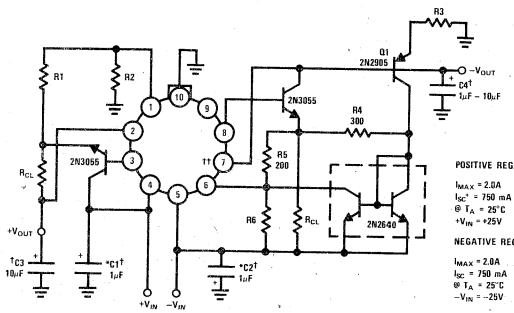 R3
Q1
2N2905
R1
R2
10
1
9
2
8
2N3055
−VOUT
C4†
1μF – 10μF
R4
300
2N3055
3
††
7
R5
200
4
5
6
RCL
+VOUT
R6
RCL
2N2640
†C3
10μF
*C1†
1μF
*C2†
1μF
+VIN
−VIN
POSITIVE REG
IMAX = 2.0A
ISC* = 750 mA
@ TA = 25°C
+VIN = +25V
NEGATIVE REG
IMAX = 2.0A
ISC = 750 mA
@ TA = 25°C
−VIN = −25V